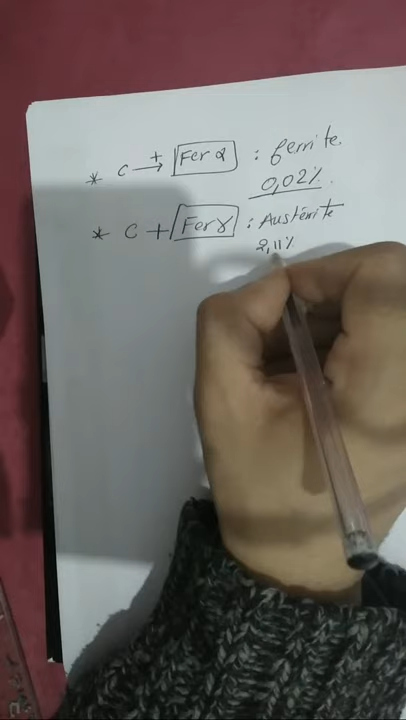 * C +→ Fer α : ferrite.
0,02%.
* C + Fer γ : Austénite
2,11%